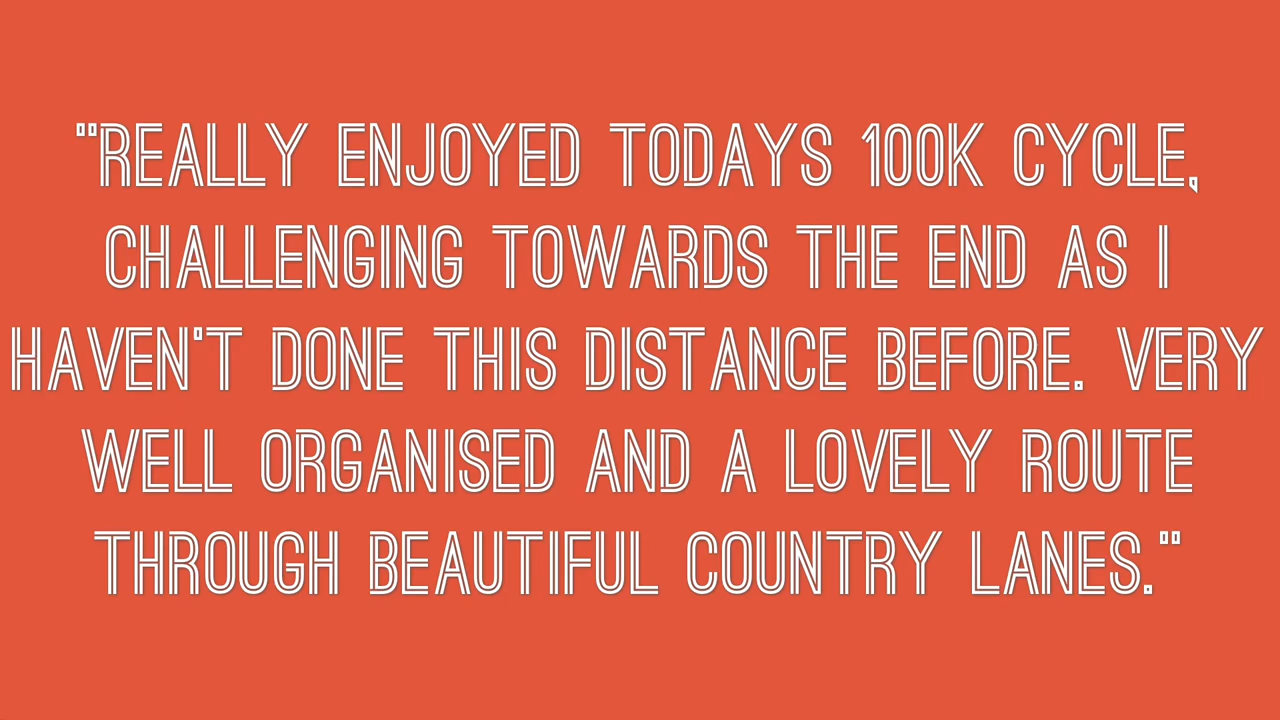 "REALLY ENJOYED TODAYS 100K CYCLE,
CHALLENGING TOWARDS THE END AS I
HAVEN'T DONE THIS DISTANCE BEFORE. VERY
WELL ORGANISED AND A LOVELY ROUTE
THROUGH BEAUTIFUL COUNTRY LANES."